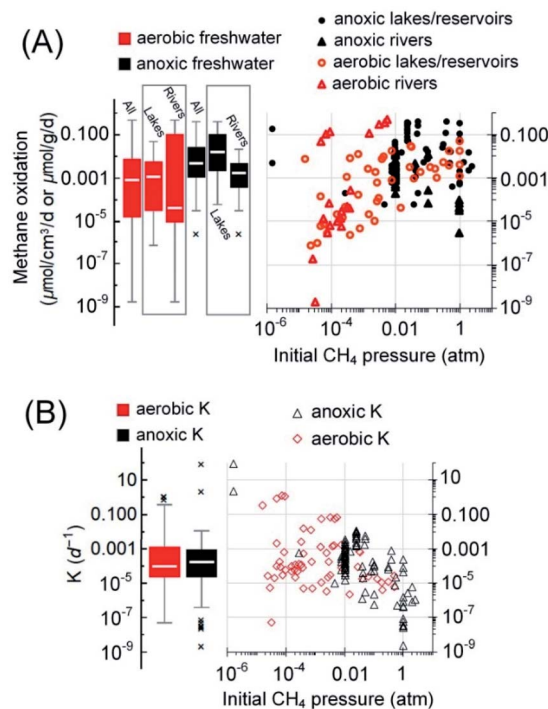 (A)
aerobic freshwater
anoxic freshwater
anoxic lakes/reservoirs
anoxic rivers
aerobic lakes/reservoirs
aerobic rivers
Methane oxidation
(μmol/cm³/d or μmol/g/d)
0.100
0.001
10⁻⁵
10⁻⁷
10⁻⁹
All
Lakes
Rivers
All
Lakes
Rivers
0.100
0.001
10⁻⁵
10⁻⁷
10⁻⁹
10⁻⁶ 10⁻⁴ 0.01 1
Initial CH₄ pressure (atm)
(B)
aerobic K
anoxic K
anoxic K
aerobic K
K (d⁻¹)
10
0.100
0.001
10⁻⁵
10⁻⁷
10⁻⁹
10
0.100
0.001
10⁻⁵
10⁻⁷
10⁻⁹
10⁻⁶ 10⁻⁴ 0.01 1
Initial CH₄ pressure (atm)